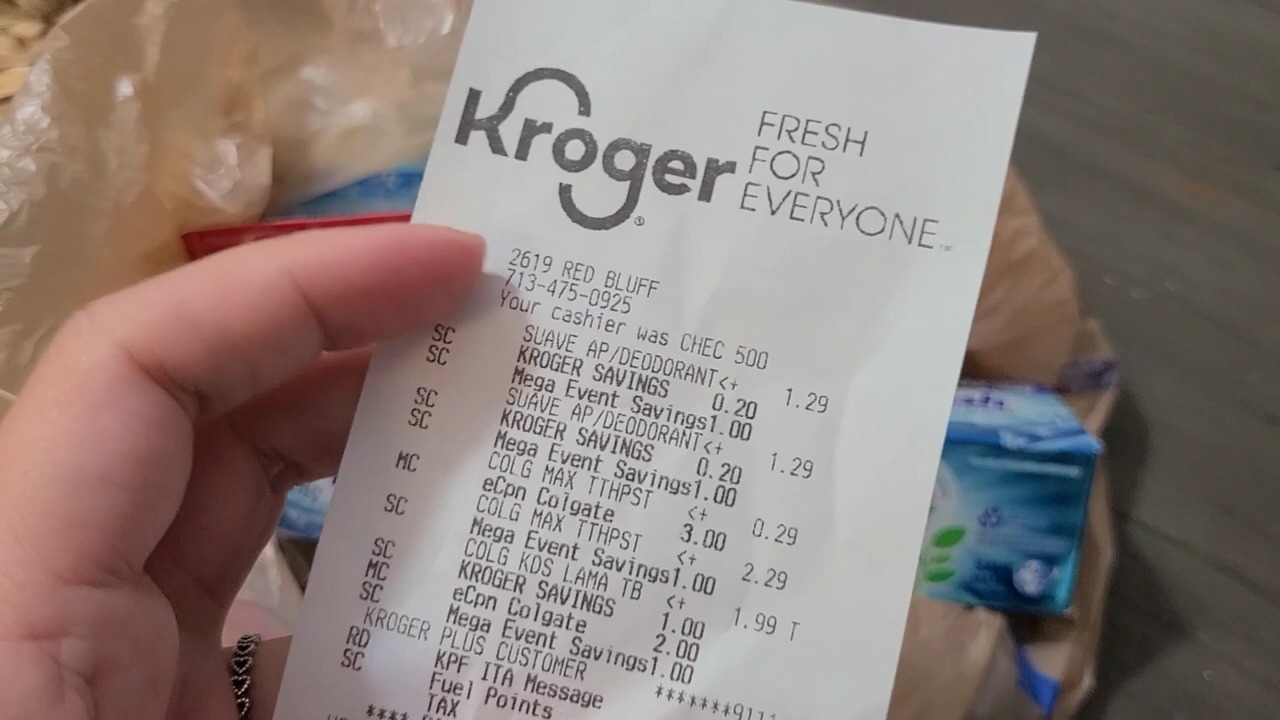 Kroger®
FRESH
FOR
EVERYONE™
2619 RED BLUFF
713-475-0925
Your cashier was CHEC 500
SUAVE AP/DEODORANT<+ 1.29
SC KROGER SAVINGS 0.20
SC Mega Event Savings1.00
SUAVE AP/DEODORANT<+ 1.29
SC KROGER SAVINGS 0.20
SC Mega Event Savings1.00
COLG MAX TTHPST <+ 0.29
MC eCpn Colgate 3.00
COLG MAX TTHPST <+ 2.29
SC Mega Event Savings1.00
COLG KDS LAMA TB <+ 1.99 T
SC KROGER SAVINGS 1.00
MC eCpn Colgate 2.00
SC Mega Event Savings1.00
KROGER PLUS CUSTOMER *******9111
RD KPF ITA Message
SC Fuel Points
TAX